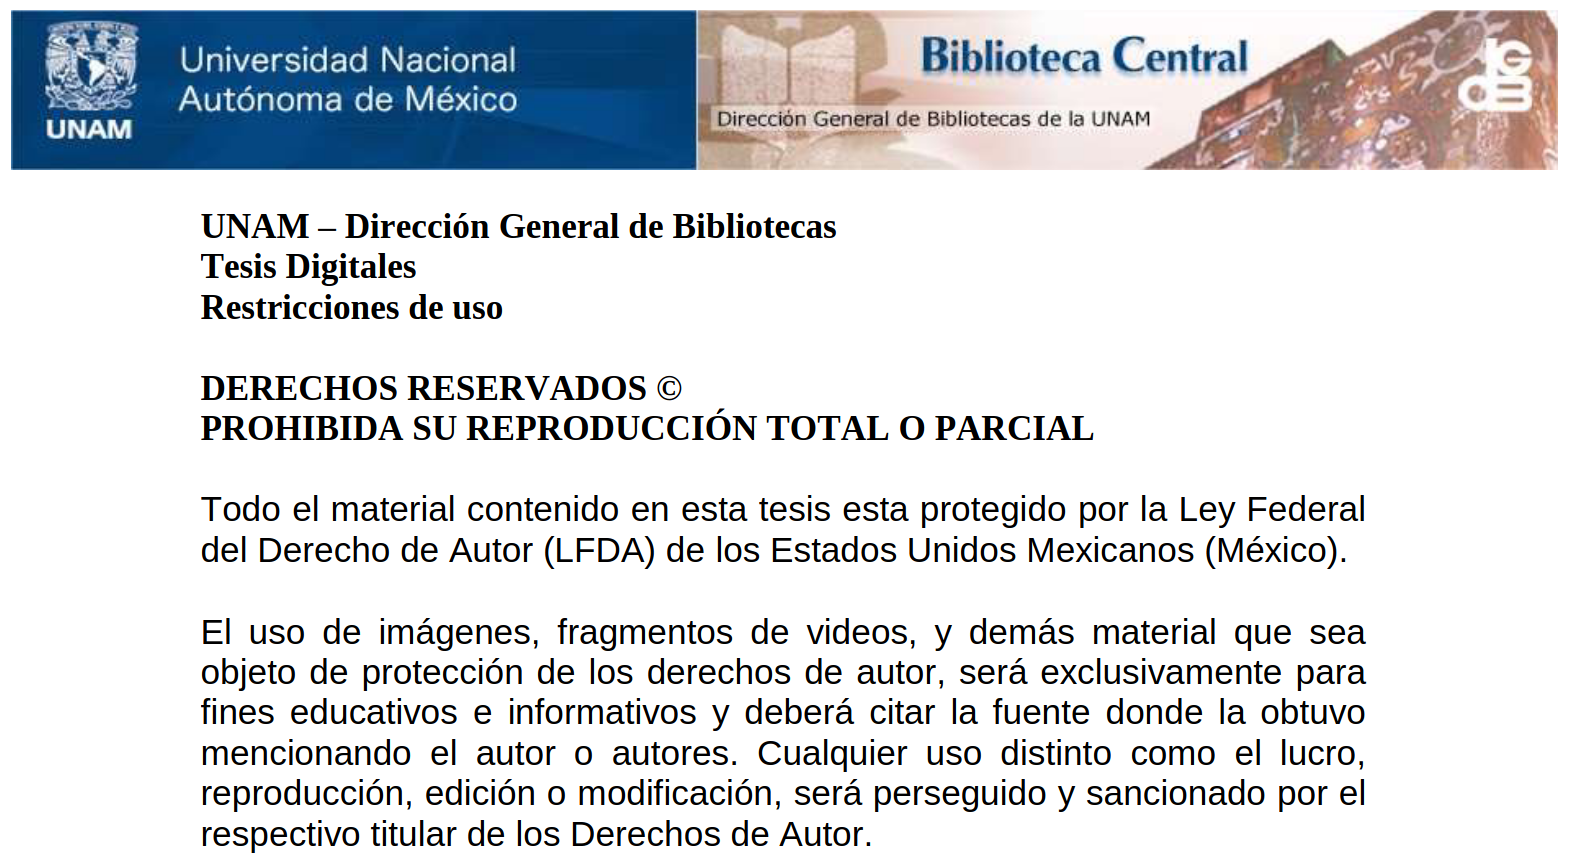 Universidad Nacional
Autónoma de México
UNAM
Biblioteca Central
Dirección General de Bibliotecas de la UNAM
UNAM – Dirección General de Bibliotecas
Tesis Digitales
Restricciones de uso
DERECHOS RESERVADOS ©
PROHIBIDA SU REPRODUCCIÓN TOTAL O PARCIAL
Todo el material contenido en esta tesis esta protegido por la Ley Federal
del Derecho de Autor (LFDA) de los Estados Unidos Mexicanos (México).
El uso de imágenes, fragmentos de videos, y demás material que sea
objeto de protección de los derechos de autor, será exclusivamente para
fines educativos e informativos y deberá citar la fuente donde la obtuvo
mencionando el autor o autores. Cualquier uso distinto como el lucro,
reproducción, edición o modificación, será perseguido y sancionado por el
respectivo titular de los Derechos de Autor.